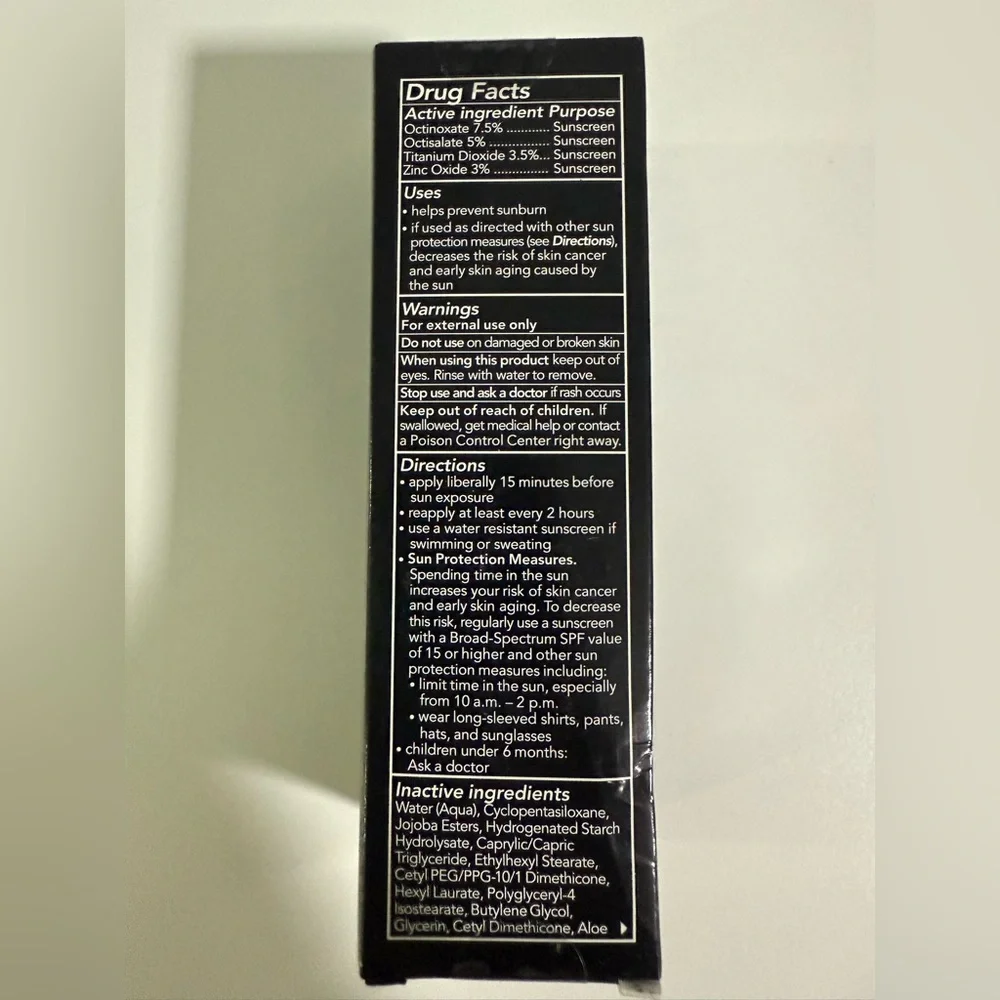 Drug Facts
Active ingredient Purpose
Octinoxate 7.5% ............ Sunscreen
Octisalate 5% ................ Sunscreen
Titanium Dioxide 3.5%... Sunscreen
Zinc Oxide 3% ............... Sunscreen
Uses
• helps prevent sunburn
• if used as directed with other sun
protection measures (see Directions),
decreases the risk of skin cancer
and early skin aging caused by
the sun
Warnings
For external use only
Do not use on damaged or broken skin
When using this product keep out of
eyes. Rinse with water to remove.
Stop use and ask a doctor if rash occurs
Keep out of reach of children. If
swallowed, get medical help or contact
a Poison Control Center right away.
Directions
• apply liberally 15 minutes before
sun exposure
• reapply at least every 2 hours
• use a water resistant sunscreen if
swimming or sweating
• Sun Protection Measures.
Spending time in the sun
increases your risk of skin cancer
and early skin aging. To decrease
this risk, regularly use a sunscreen
with a Broad-Spectrum SPF value
of 15 or higher and other sun
protection measures including:
• limit time in the sun, especially
from 10 a.m. – 2 p.m.
• wear long-sleeved shirts, pants,
hats, and sunglasses
• children under 6 months:
Ask a doctor
Inactive ingredients
Water (Aqua), Cyclopentasiloxane,
Jojoba Esters, Hydrogenated Starch
Hydrolysate, Caprylic/Capric
Triglyceride, Ethylhexyl Stearate,
Cetyl PEG/PPG-10/1 Dimethicone,
Hexyl Laurate, Polyglyceryl-4
Isostearate, Butylene Glycol,
Glycerin, Cetyl Dimethicone, Aloe